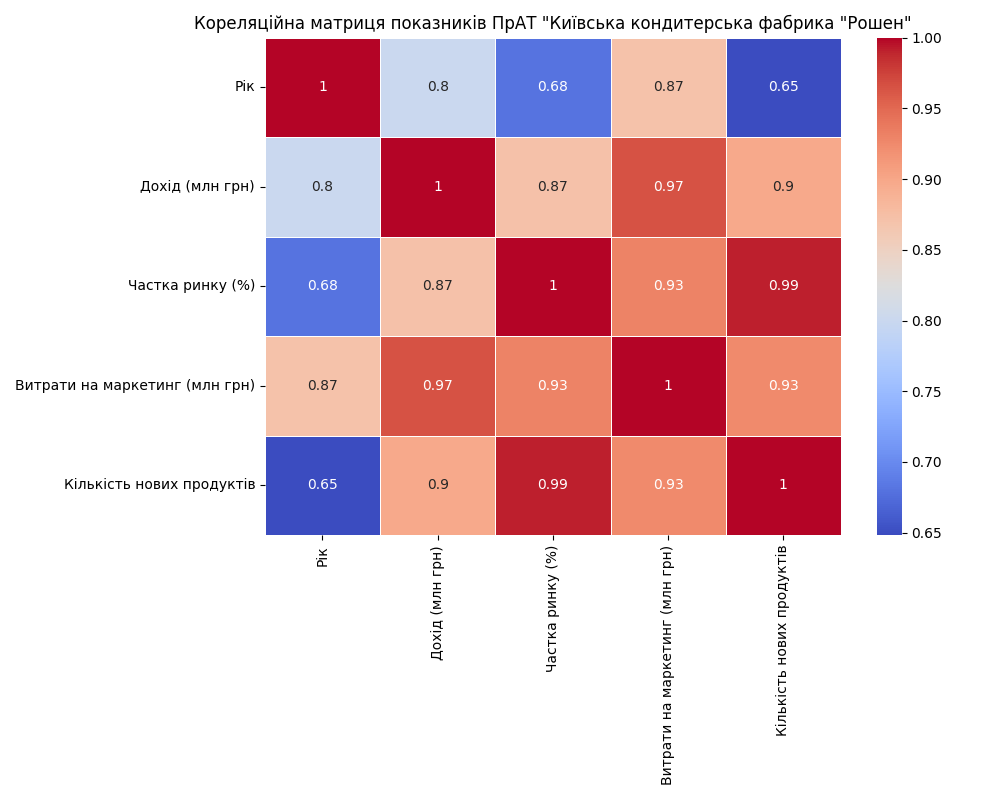 Кореляційна матриця показників ПрАТ "Київська кондитерська фабрика "Рошен"
Рік 1 0.8 0.68 0.87 0.65
Дохід (млн грн) 0.8 1 0.87 0.97 0.9
Частка ринку (%) 0.68 0.87 1 0.93 0.99
Витрати на маркетинг (млн грн) 0.87 0.97 0.93 1 0.93
Кількість нових продуктів 0.65 0.9 0.99 0.93 1
Рік
Дохід (млн грн)
Частка ринку (%)
Витрати на маркетинг (млн грн)
Кількість нових продуктів
1.00
0.95
0.90
0.85
0.80
0.75
0.70
0.65